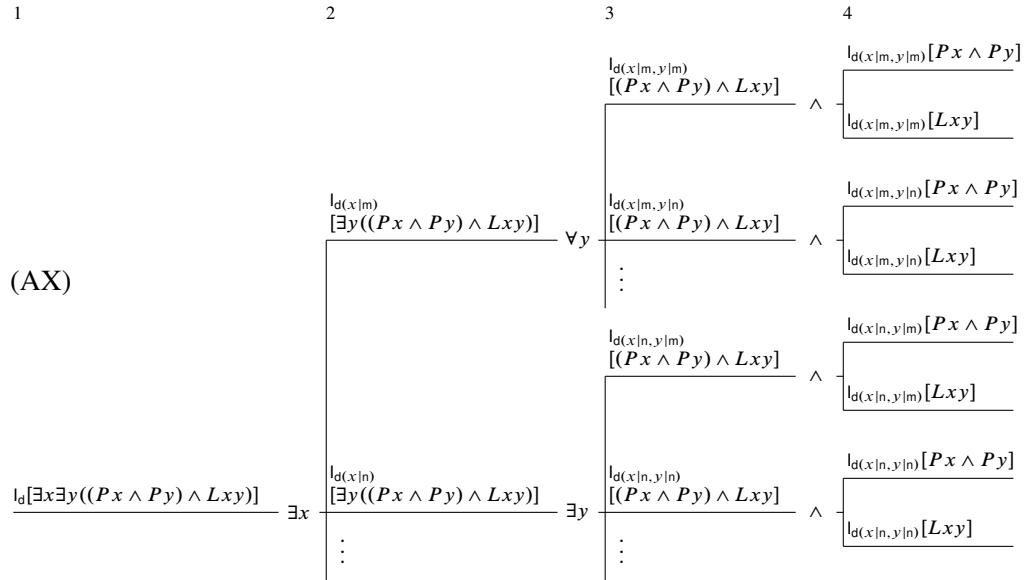 1 2 3 4
I_d(x|m,y|m)[Px ∧ Py]
I_d(x|m,y|m)
[(Px ∧ Py) ∧ Lxy] ∧
I_d(x|m,y|m)[Lxy]
I_d(x|m,y|n)[Px ∧ Py]
I_d(x|m)
[∃y((Px ∧ Py) ∧ Lxy)] ∀y
I_d(x|m,y|n)
[(Px ∧ Py) ∧ Lxy] ∧
I_d(x|m,y|n)[Lxy]
⋮
(AX)
I_d(x|n,y|m)[Px ∧ Py]
I_d(x|n,y|m)
[(Px ∧ Py) ∧ Lxy] ∧
I_d(x|n,y|m)[Lxy]
I_d(x|n,y|n)[Px ∧ Py]
I_d[∃x∃y((Px ∧ Py) ∧ Lxy)] ∃x
I_d(x|n)
[∃y((Px ∧ Py) ∧ Lxy)] ∃y
I_d(x|n,y|n)
[(Px ∧ Py) ∧ Lxy] ∧
I_d(x|n,y|n)[Lxy]
⋮ ⋮